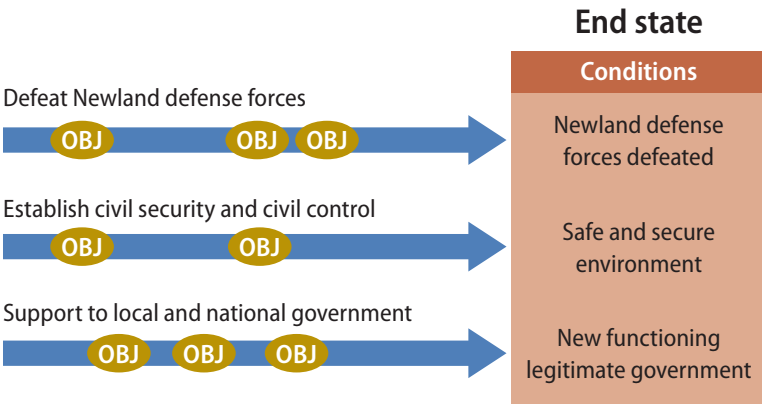 End state
Conditions
Defeat Newland defense forces
OBJ OBJ OBJ
Newland defense
forces defeated
Establish civil security and civil control
OBJ OBJ
Safe and secure
environment
Support to local and national government
OBJ OBJ OBJ
New functioning
legitimate government